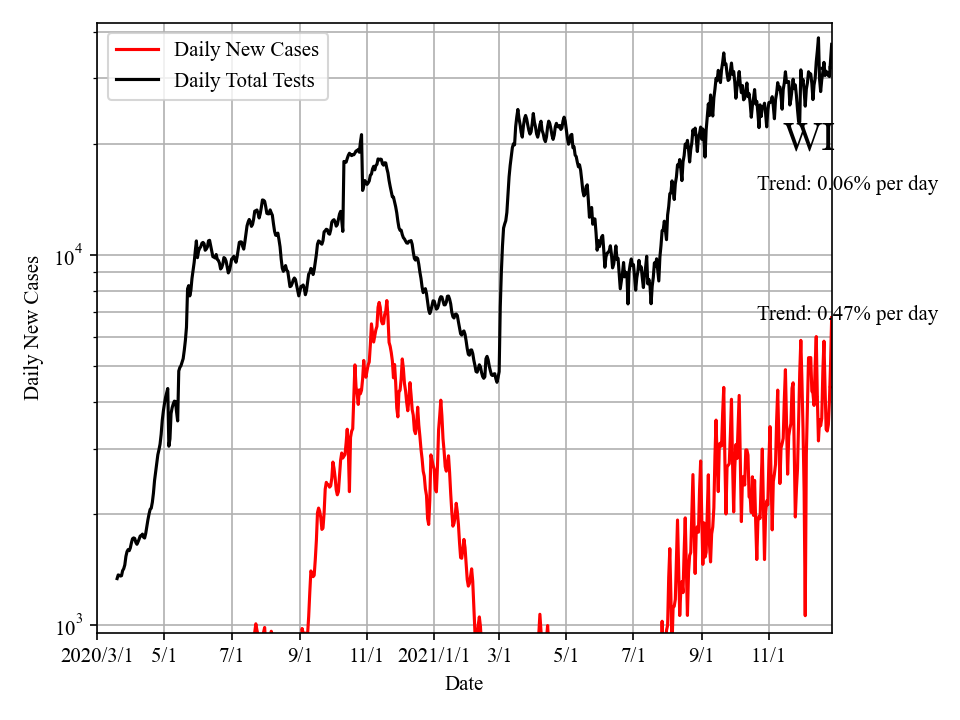 Daily New Cases
Daily Total Tests
WI
Trend: 0.06% per day
Trend: 0.47% per day
10^4
10^3
Daily New Cases
2020/3/1 5/1 7/1 9/1 11/1 2021/1/1 3/1 5/1 7/1 9/1 11/1
Date